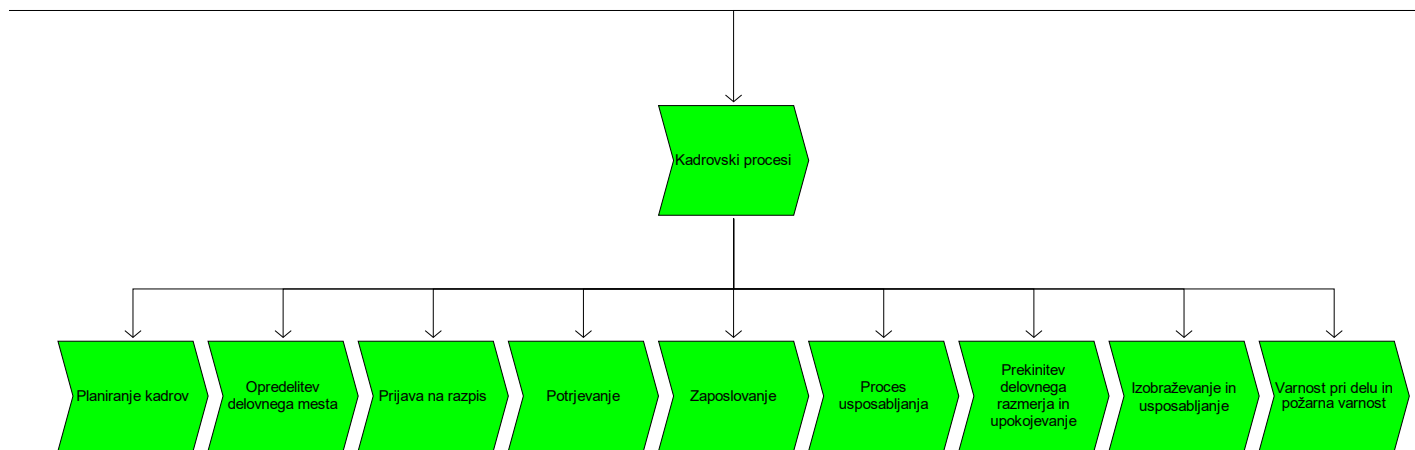 Kadrovski procesi
Planiranje kadrov
Opredelitev
delovnega mesta
Prijava na razpis
Potrjevanje
Zaposlovanje
Proces
usposabljanja
Prekinitev
delovnega
razmerja in
upokojevanje
Izobraževanje in
usposabljanje
Varnost pri delu in
požarna varnost